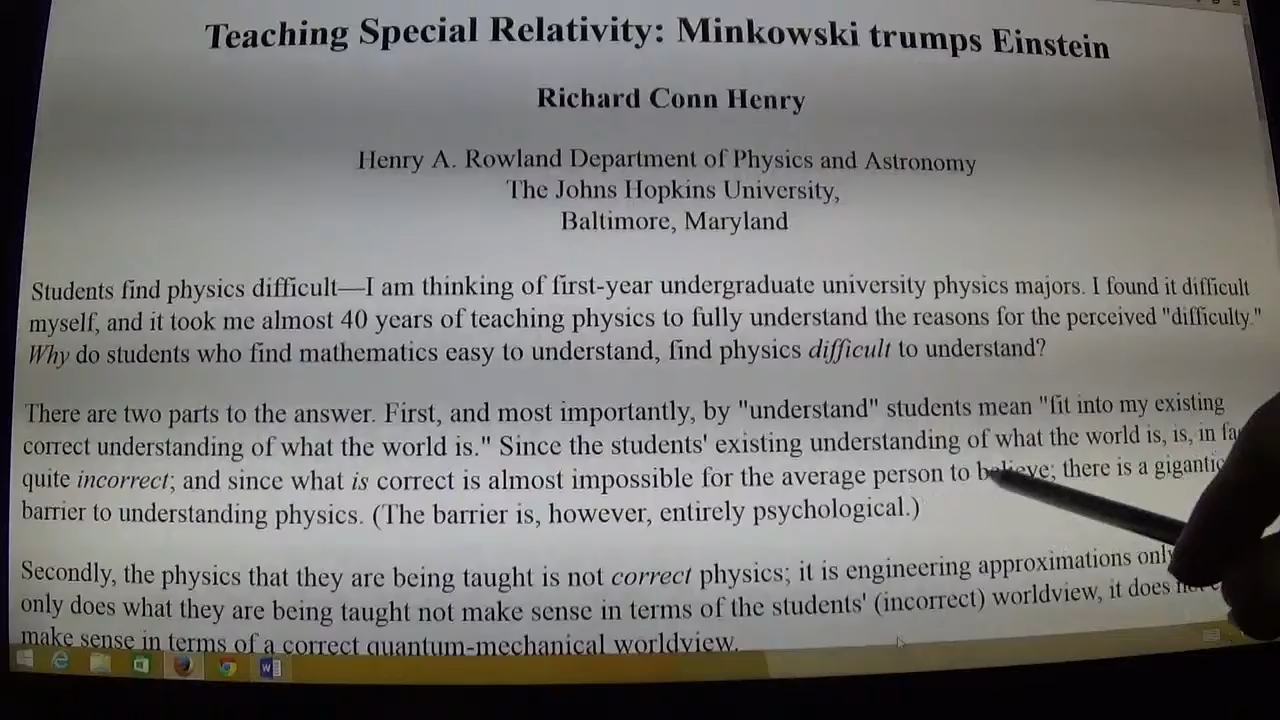 Teaching Special Relativity: Minkowski trumps Einstein
Richard Conn Henry
Henry A. Rowland Department of Physics and Astronomy
The Johns Hopkins University,
Baltimore, Maryland
Students find physics difficult—I am thinking of first-year undergraduate university physics majors. I found it difficult
myself, and it took me almost 40 years of teaching physics to fully understand the reasons for the perceived "difficulty."
Why do students who find mathematics easy to understand, find physics difficult to understand?
There are two parts to the answer. First, and most importantly, by "understand" students mean "fit into my existing
correct understanding of what the world is." Since the students' existing understanding of what the world is, is, in
quite incorrect; and since what is correct is almost impossible for the average person to believe; there is a gigantic
barrier to understanding physics. (The barrier is, however, entirely psychological.)
Secondly, the physics that they are being taught is not correct physics; it is engineering approximations only
only does what they are being taught not make sense in terms of the students' (incorrect) worldview, it does
make sense in terms of a correct quantum-mechanical worldview.